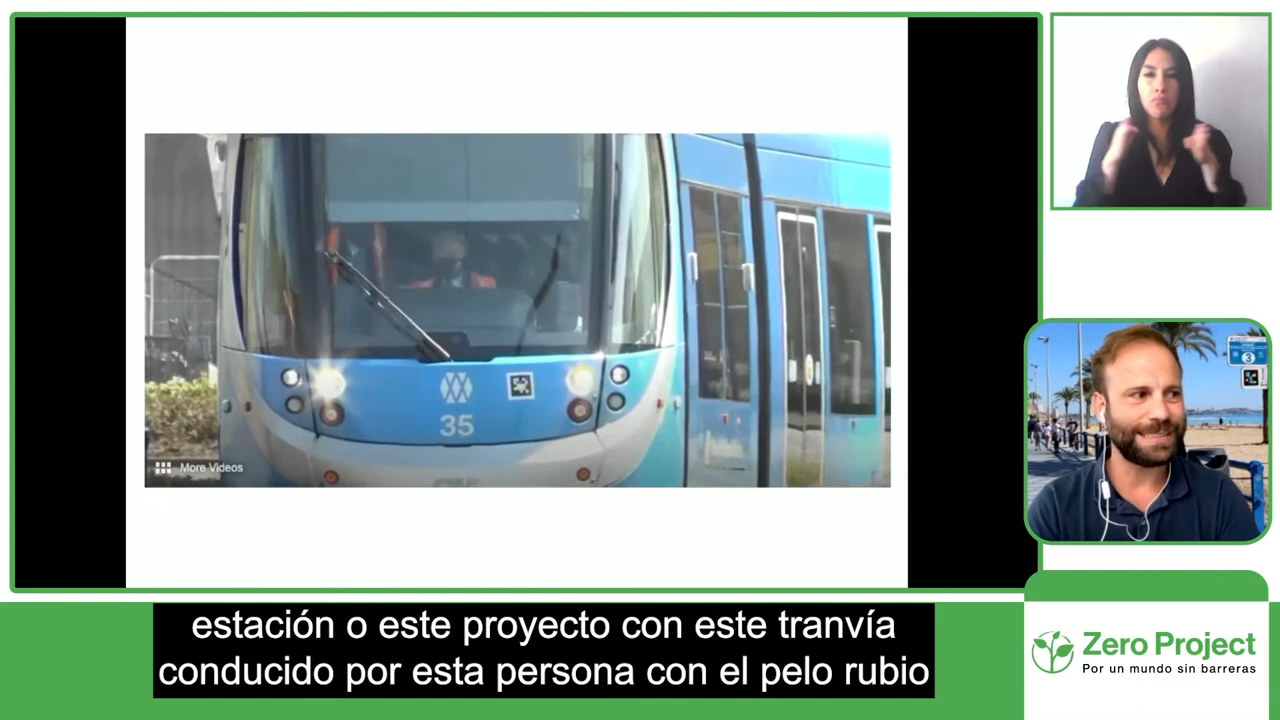 35
More Videos
3
estación o este proyecto con este tranvía
conducido por esta persona con el pelo rubio
Zero Project
Por un mundo sin barreras